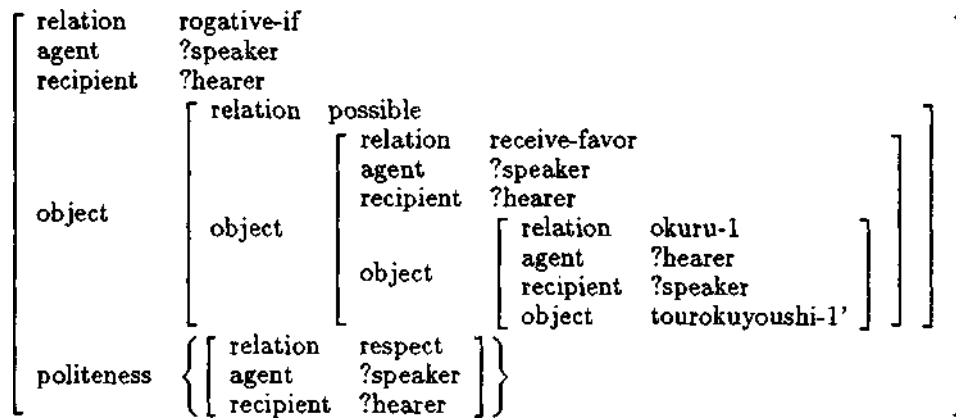 relation rogative-if
agent ?speaker
recipient ?hearer
relation possible
relation receive-favor
agent ?speaker
recipient ?hearer
object object object relation okuru-1
agent ?hearer
recipient ?speaker
object tourokuyoushi-1'
politeness relation respect
agent ?speaker
recipient ?hearer